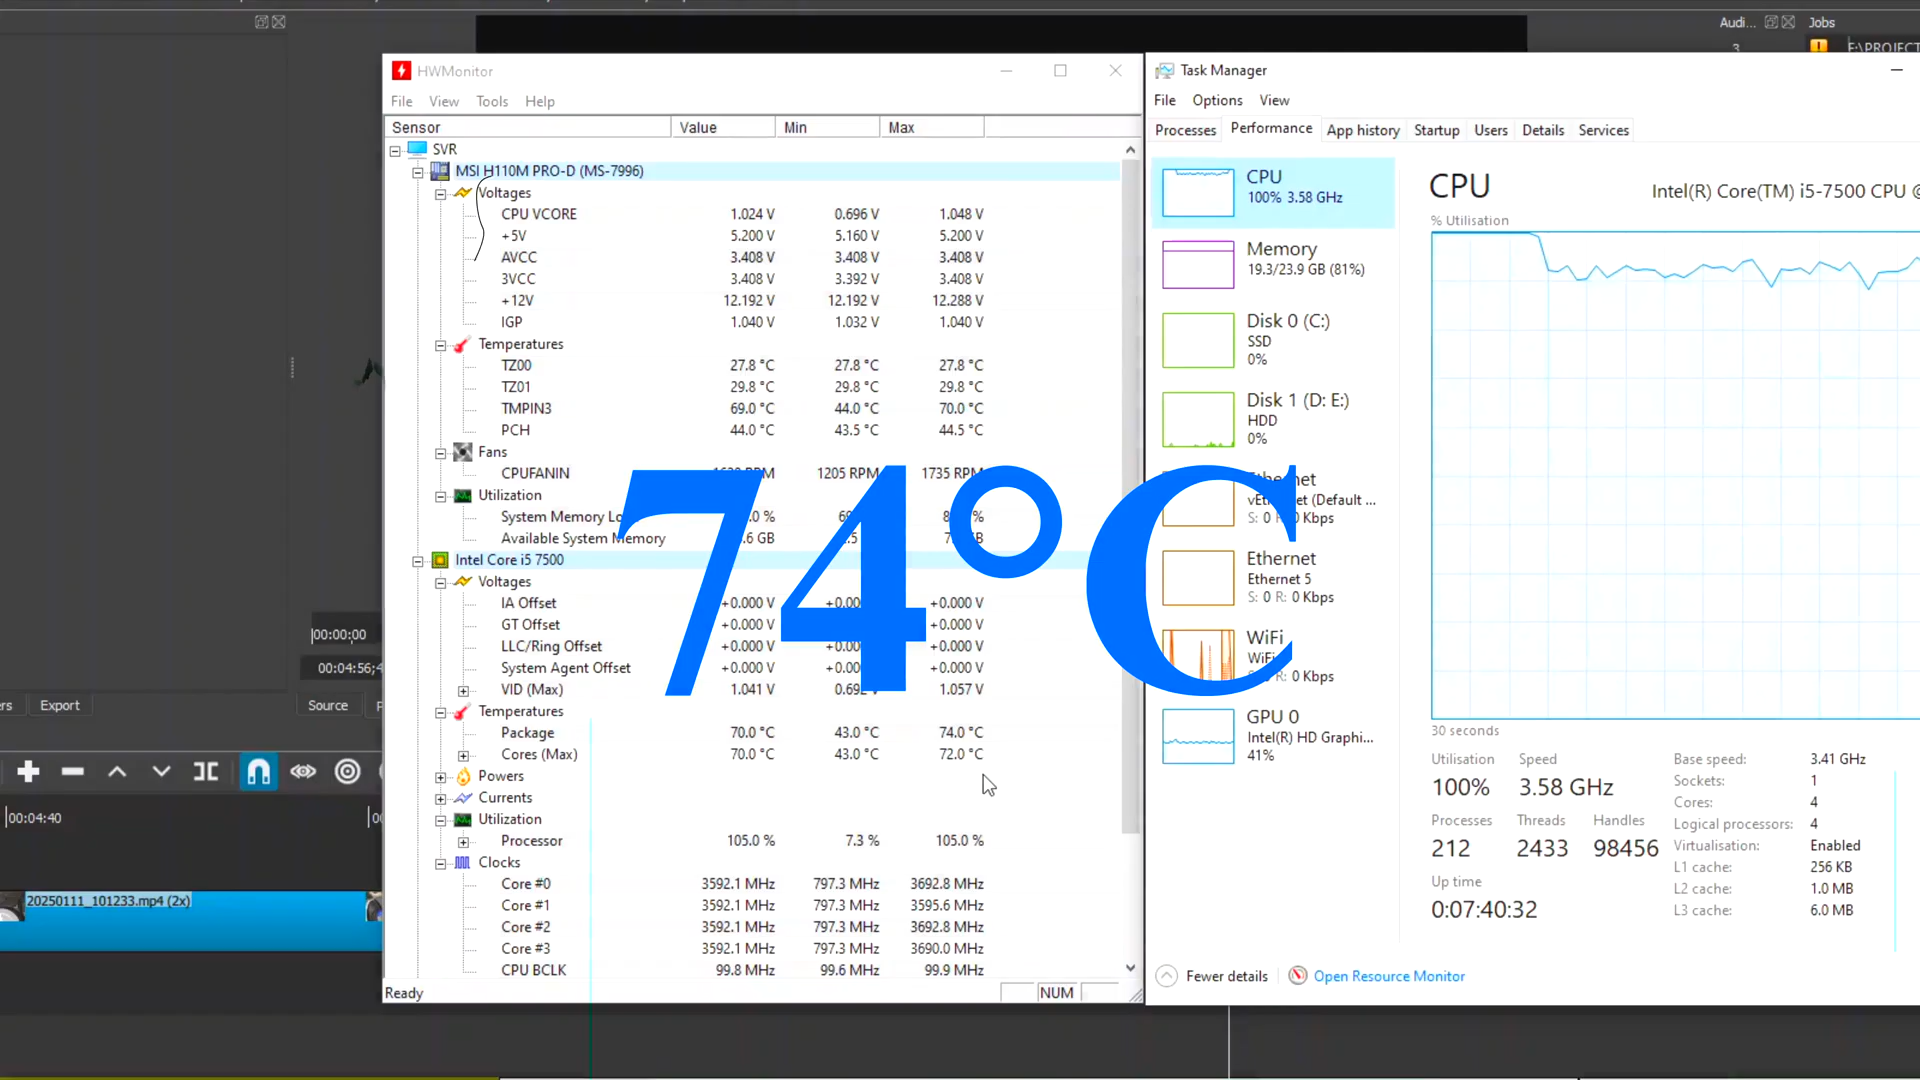 Audi...
Jobs
3
E:\PROJECT
HWMonitor
File View Tools Help
Sensor Value Min Max
SVR
MSI H110M PRO-D (MS-7996)
Voltages
CPU VCORE 1.024 V 0.696 V 1.048 V
+5V 5.200 V 5.160 V 5.200 V
AVCC 3.408 V 3.408 V 3.408 V
3VCC 3.408 V 3.392 V 3.408 V
+12V 12.192 V 12.192 V 12.288 V
IGP 1.040 V 1.032 V 1.040 V
Temperatures
TZ00 27.8 °C 27.8 °C 27.8 °C
TZ01 29.8 °C 29.8 °C 29.8 °C
TMPIN3 69.0 °C 44.0 °C 70.0 °C
PCH 44.0 °C 43.5 °C 44.5 °C
Fans
CPUFANIN 1205 RPM 1735 RPM
Utilization
System Memory
Available System Memory
Intel Core i5 7500
Voltages
IA Offset +0.000 V +0.000 V
GT Offset +0.000 V +0.000 V
LLC/Ring Offset +0.000 V +0.000 V
System Agent Offset +0.000 V +0.000 V
VID (Max) 1.041 V 1.057 V
Temperatures
Package 70.0 °C 43.0 °C 74.0 °C
Cores (Max) 70.0 °C 43.0 °C 72.0 °C
Powers
Currents
Utilization
Processor 105.0 % 7.3 % 105.0 %
Clocks
Core #0 3592.1 MHz 797.3 MHz 3692.8 MHz
Core #1 3592.1 MHz 797.3 MHz 3595.6 MHz
Core #2 3592.1 MHz 797.3 MHz 3692.8 MHz
Core #3 3592.1 MHz 797.3 MHz 3690.0 MHz
CPU BCLK 99.8 MHz 99.6 MHz 99.9 MHz
Ready
NUM
74°C
Task Manager
File Options View
Processes Performance App history Startup Users Details Services
CPU
100% 3.58 GHz
Memory
19.3/23.9 GB (81%)
Disk 0 (C:)
SSD
0%
Disk 1 (D: E:)
HDD
0%
Ethernet
(Default ...
S: 0 Kbps
Ethernet
Ethernet 5
S: 0 R: 0 Kbps
WiFi
WiFi
R: 0 Kbps
GPU 0
Intel(R) HD Graphi...
41%
CPU
Intel(R) Core(TM) i5-7500 CPU @
% Utilisation
30 seconds
Utilisation Speed
100% 3.58 GHz
Processes Threads Handles
212 2433 98456
Up time
0:07:40:32
Base speed: 3.41 GHz
Sockets: 1
Cores: 4
Logical processors: 4
Virtualisation: Enabled
L1 cache: 256 KB
L2 cache: 1.0 MB
L3 cache: 6.0 MB
Fewer details
Open Resource Monitor
00:00:00
00:04:56;4
rs
Export
Source
P
00:04:40
20250111_101233.mp4 (2x)